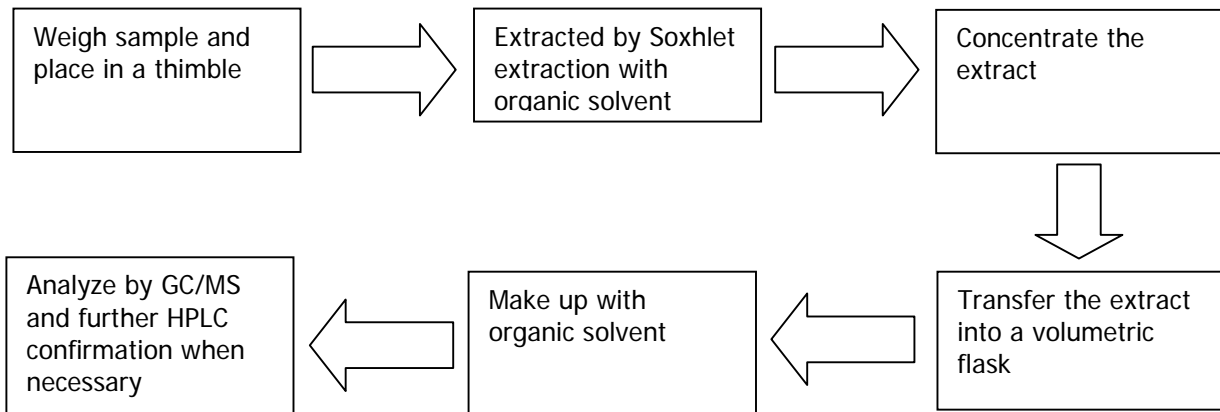 Weigh sample and
place in a thimble
Extracted by Soxhlet
extraction with
organic solvent
Concentrate the
extract
Transfer the extract
into a volumetric
flask
Make up with
organic solvent
Analyze by GC/MS
and further HPLC
confirmation when
necessary